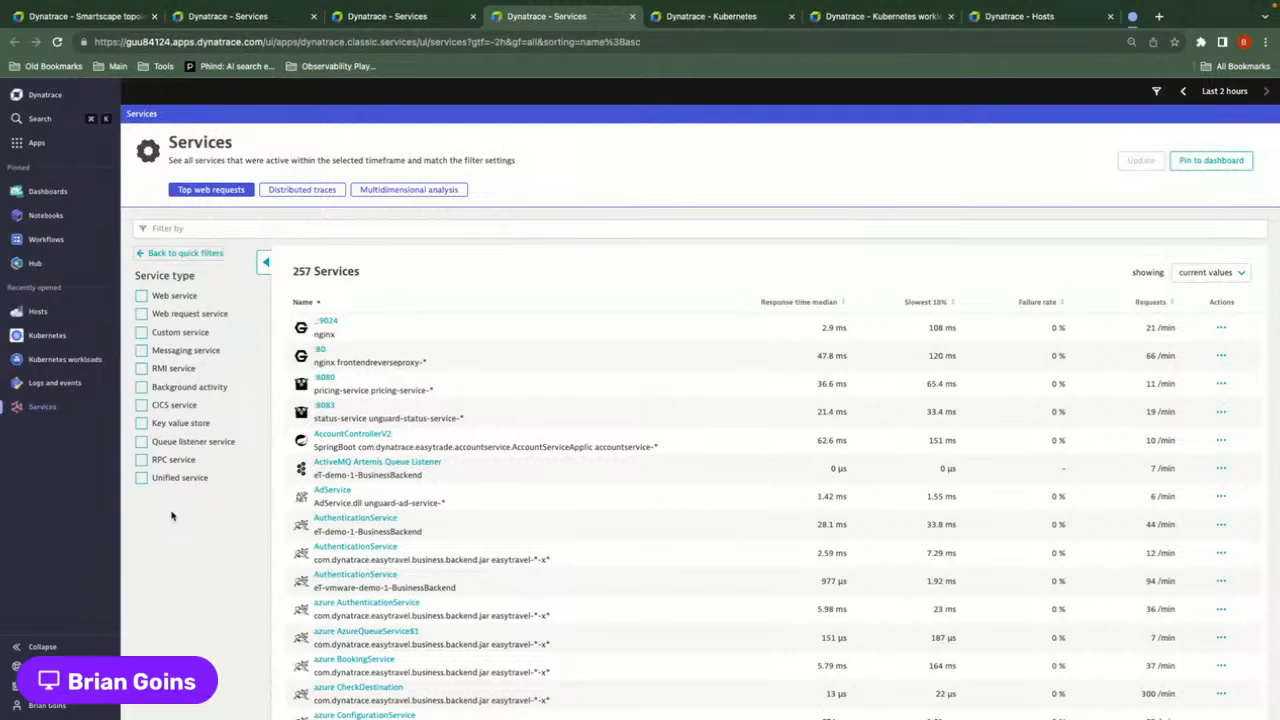 Dynatrace - Smartscape topol
Dynatrace - Services
Dynatrace - Services
Dynatrace - Services
Dynatrace - Kubernetes
Dynatrace - Kubernetes workl
Dynatrace - Hosts
https://guu84124.apps.dynatrace.com/ui/apps/dynatrace.classic.services/ui/services?gtf=-2h&gf=all&sorting=name%3Basc
B
Old Bookmarks
Main
Tools
Phind: AI search e...
Observability Play...
All Bookmarks
Dynatrace
Search
⌘ K
Apps
Pinned
Dashboards
Notebooks
Workflows
Hub
Recently opened
Hosts
Kubernetes
Kubernetes workloads
Logs and events
Services
Collapse
Brian Goins
Brian Goins
Last 2 hours
Services
Services
See all services that were active within the selected timeframe and match the filter settings
Update
Pin to dashboard
Top web requests
Distributed traces
Multidimensional analysis
Filter by
Back to quick filters
Service type
Web service
Web request service
Custom service
Messaging service
RMI service
Background activity
CICS service
Key value store
Queue listener service
RPC service
Unified service
257 Services
showing current values
Name Response time median Slowest 10% Failure rate Requests Actions
_:9024
nginx
2.9 ms 108 ms 0 % 21 /min
:80
nginx frontendreverseproxy-*
47.8 ms 120 ms 0 % 66 /min
:8080
pricing-service pricing-service-*
36.6 ms 65.4 ms 0 % 11 /min
:8083
status-service unguard-status-service-*
21.4 ms 33.4 ms 0 % 19 /min
AccountControllerV2
SpringBoot com.dynatrace.easytrade.accountservice.AccountServiceApplic accountservice-*
62.6 ms 151 ms 0 % 10 /min
ActiveMQ Artemis Queue Listener
eT-demo-1-BusinessBackend
0 µs 0 µs - 7 /min
AdService
AdService.dll unguard-ad-service-*
1.42 ms 1.55 ms 0 % 6 /min
AuthenticationService
eT-demo-1-BusinessBackend
28.1 ms 33.8 ms 0 % 44 /min
AuthenticationService
com.dynatrace.easytravel.business.backend.jar easytravel-*-x*
2.59 ms 7.29 ms 0 % 12 /min
AuthenticationService
eT-vmware-demo-1-BusinessBackend
977 µs 1.92 ms 0 % 94 /min
azure AuthenticationService
com.dynatrace.easytravel.business.backend.jar easytravel-*-x*
5.98 ms 23 ms 0 % 36 /min
azure AzureQueueService$1
com.dynatrace.easytravel.business.backend.jar easytravel-*-x*
151 µs 187 µs 0 % 7 /min
azure BookingService
com.dynatrace.easytravel.business.backend.jar easytravel-*-x*
5.79 ms 164 ms 0 % 37 /min
azure CheckDestination
com.dynatrace.easytravel.business.backend.jar easytravel-*-x*
13 µs 22 µs 0 % 300 /min
azure ConfigurationService